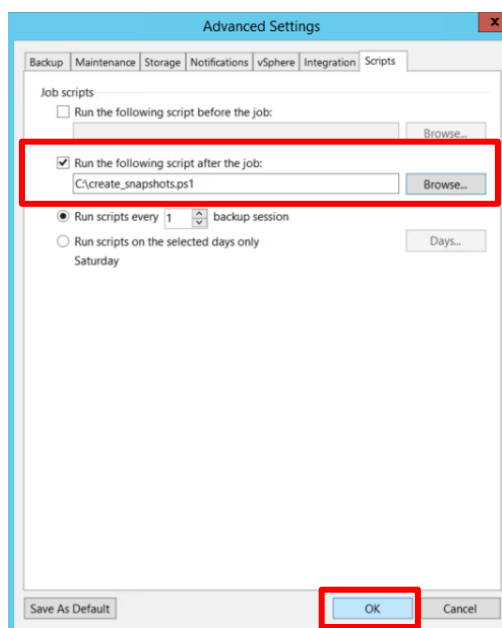 Advanced Settings
x
Backup Maintenance Storage Notifications vSphere Integration Scripts
Job scripts
Run the following script before the job:
Browse...
Run the following script after the job:
C:\create_snapshots.ps1 Browse...
Run scripts every 1 backup session
Run scripts on the selected days only Days...
Saturday
Save As Default OK Cancel